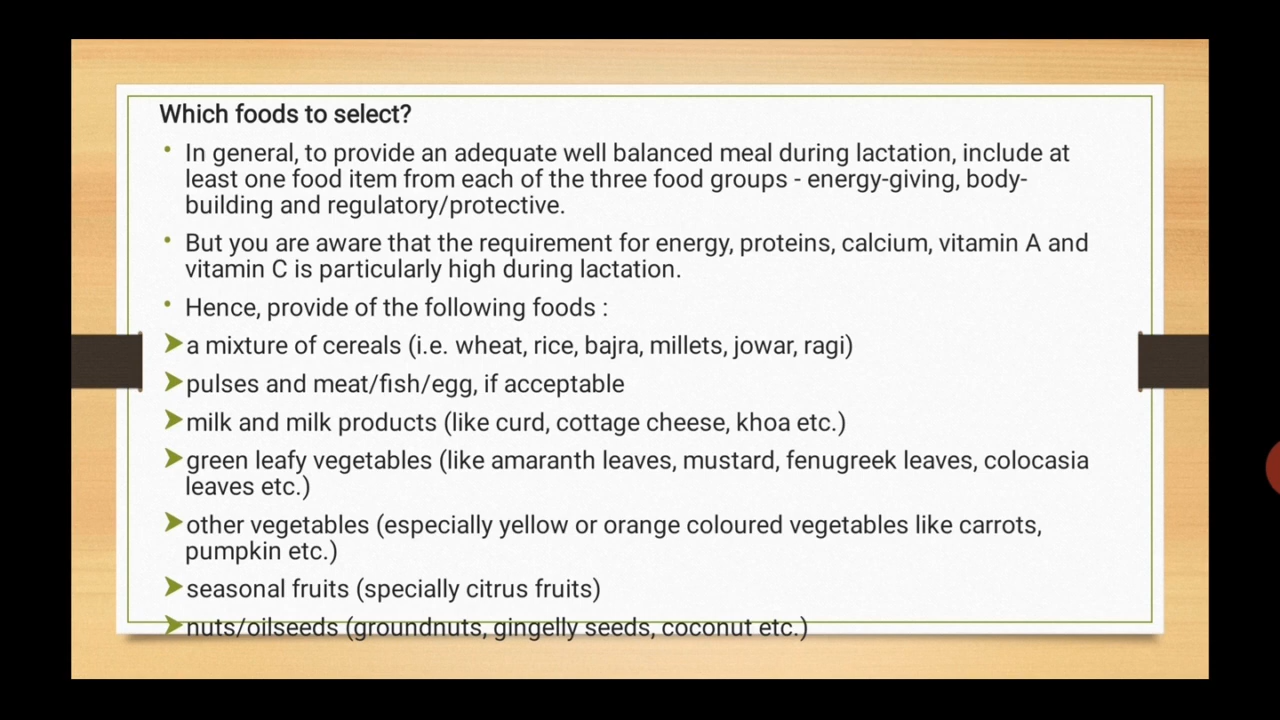 Which foods to select?
• In general, to provide an adequate well balanced meal during lactation, include at
least one food item from each of the three food groups - energy-giving, body-
building and regulatory/protective.
• But you are aware that the requirement for energy, proteins, calcium, vitamin A and
vitamin C is particularly high during lactation.
• Hence, provide of the following foods :
➤a mixture of cereals (i.e. wheat, rice, bajra, millets, jowar, ragi)
➤pulses and meat/fish/egg, if acceptable
➤milk and milk products (like curd, cottage cheese, khoa etc.)
➤green leafy vegetables (like amaranth leaves, mustard, fenugreek leaves, colocasia
leaves etc.)
➤other vegetables (especially yellow or orange coloured vegetables like carrots,
pumpkin etc.)
➤seasonal fruits (specially citrus fruits)
➤nuts/oilseeds (groundnuts, gingelly seeds, coconut etc.)